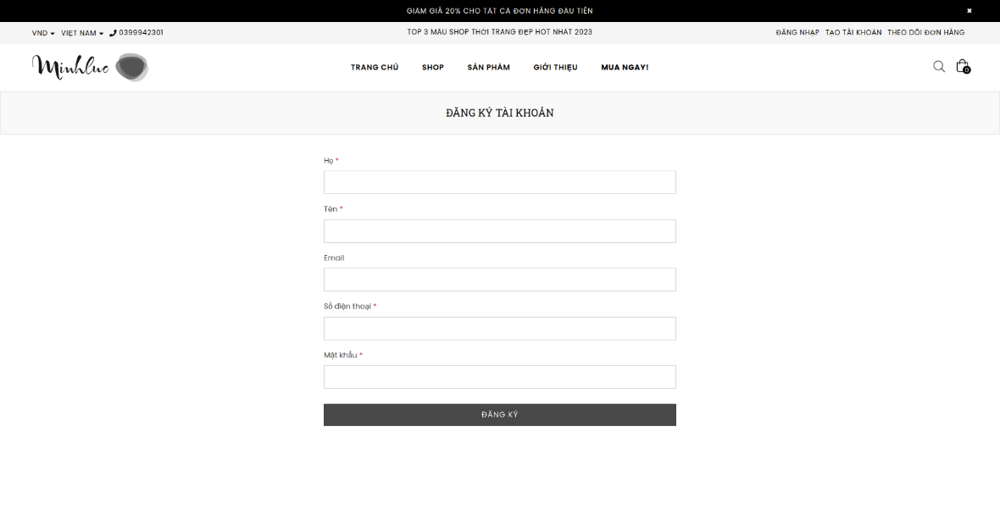 GIẢM GIÁ 20% CHO TẤT CẢ ĐƠN HÀNG ĐẦU TIÊN
VND VIỆT NAM 0399942301
TOP 3 MẪU SHOP THỜI TRANG ĐẸP HOT NHẤT 2023
ĐĂNG NHẬP TẠO TÀI KHOẢN THEO DÕI ĐƠN HÀNG
Minhluc
TRANG CHỦ SHOP SẢN PHẨM GIỚI THIỆU MUA NGAY!
0
ĐĂNG KÝ TÀI KHOẢN
Họ *
Tên *
Email
Số điện thoại *
Mật khẩu *
ĐĂNG KÝ